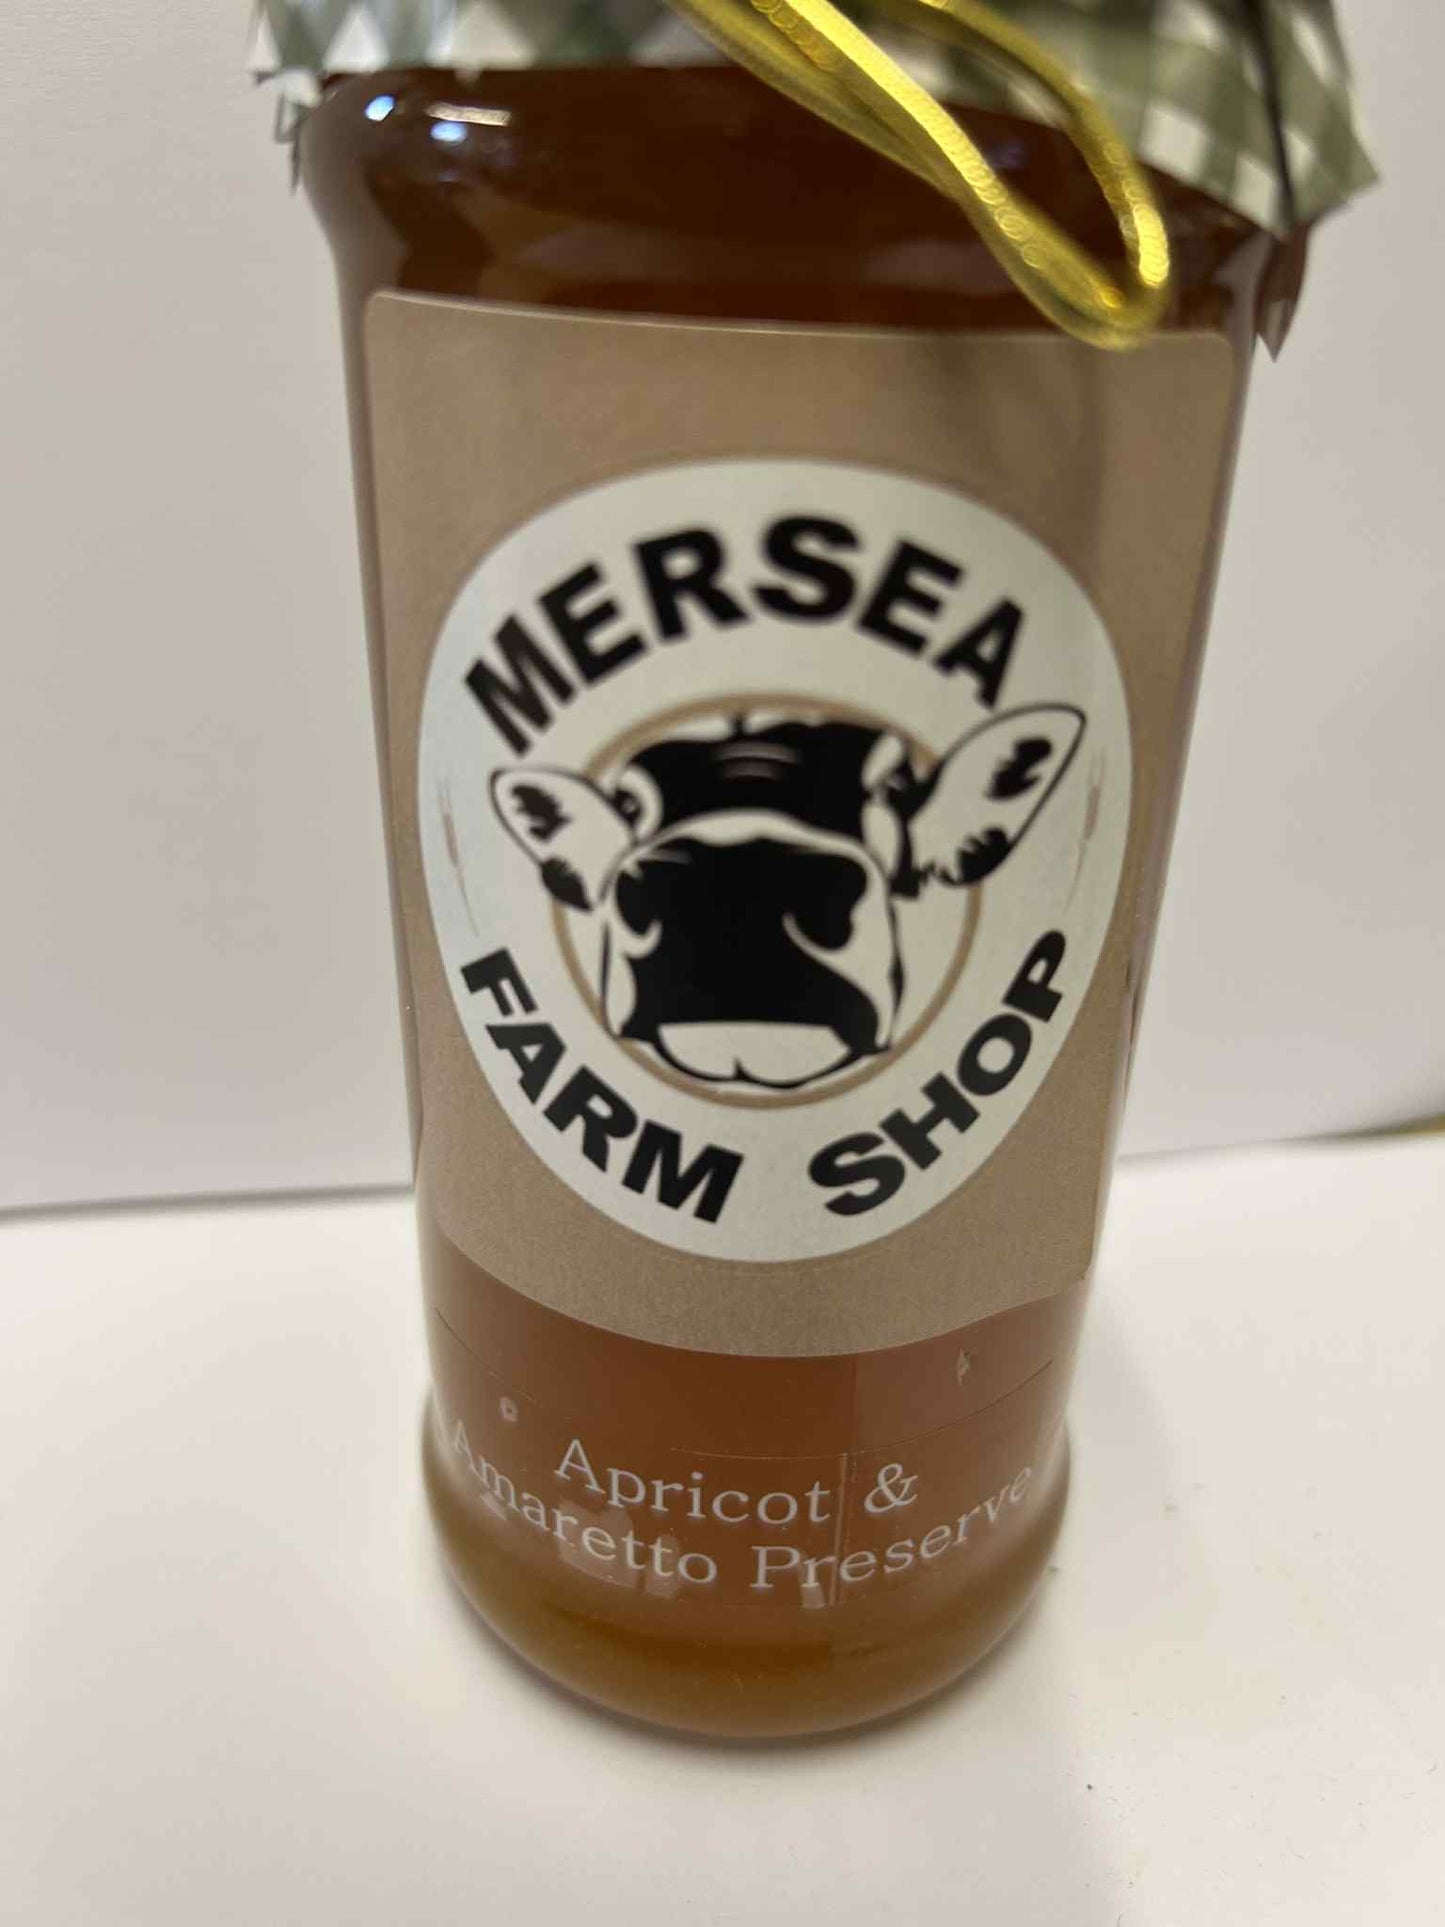 MERSEA
FARM SHOP
Apricot &
Amaretto Preserve